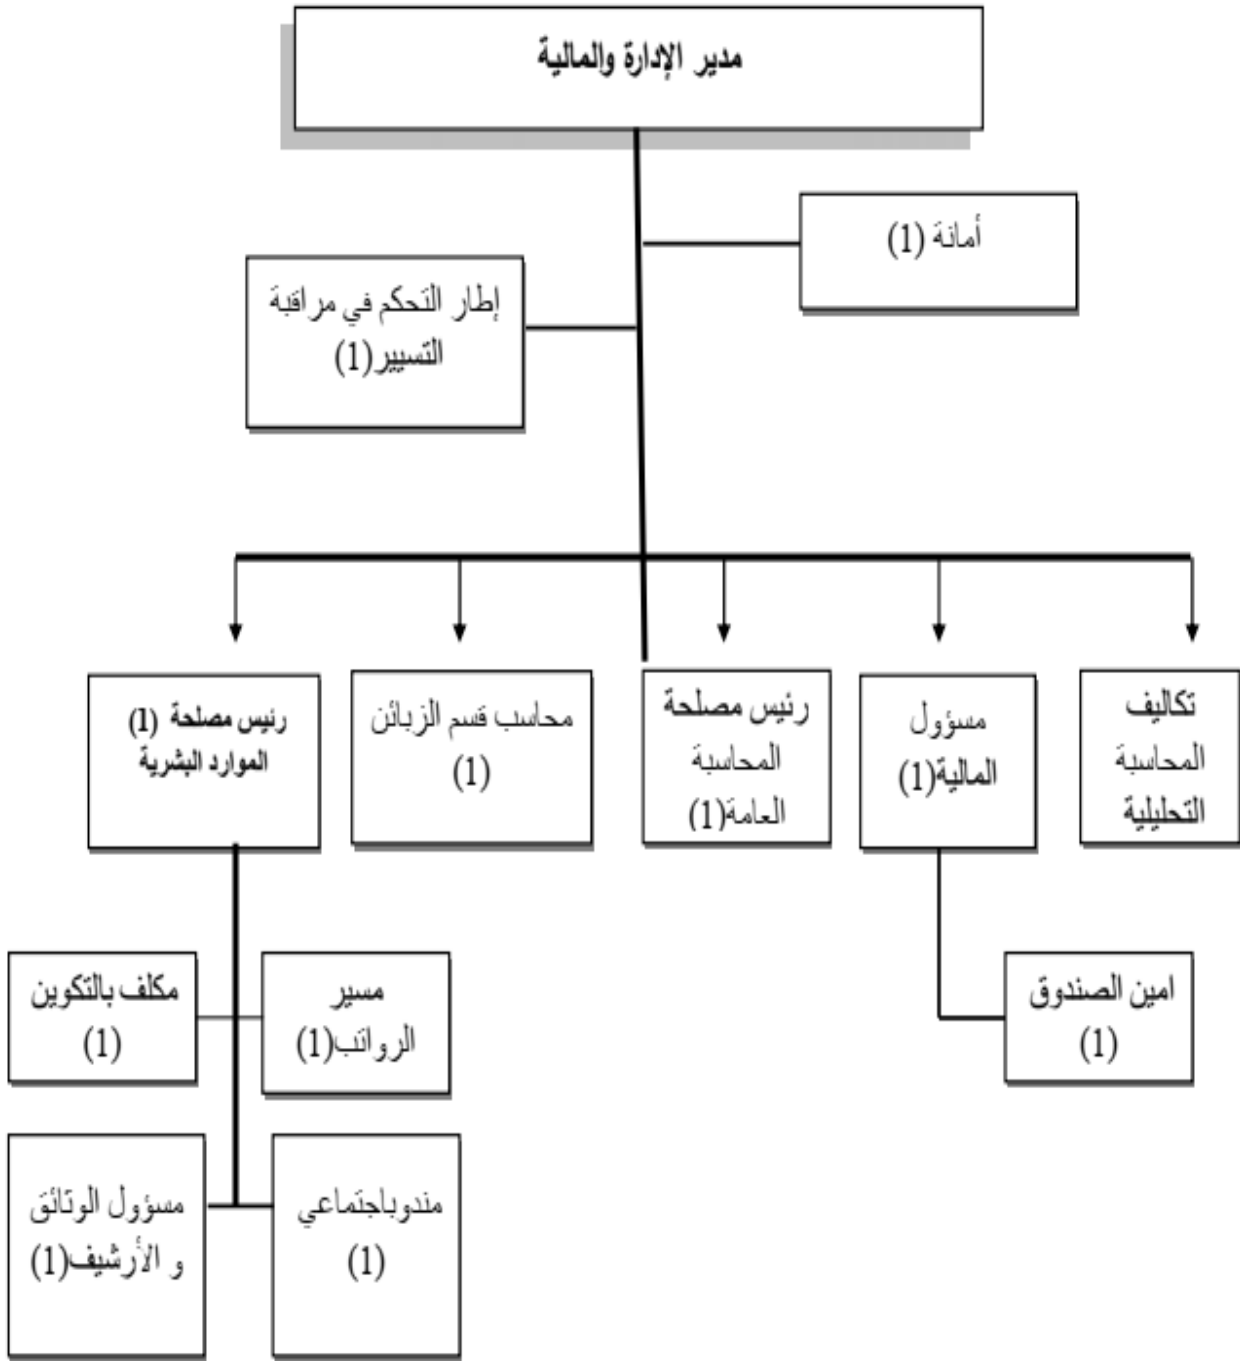 مدير الإدارة والمالية
أمانة (1)
إطار التحكم في مراقبة
التسيير(1)
تكاليف
المحاسبة
التحليلية
مسؤول
المالية(1)
رئيس مصلحة
المحاسبة
العامة(1)
محاسب قسم الزبائن
(1)
رئيس مصلحة (1)
الموارد البشرية
امين الصندوق
(1)
مسير
الرواتب(1)
مكلف بالتكوين
(1)
مندوباجتماعي
(1)
مسؤول الوثائق
و الأرشيف(1)